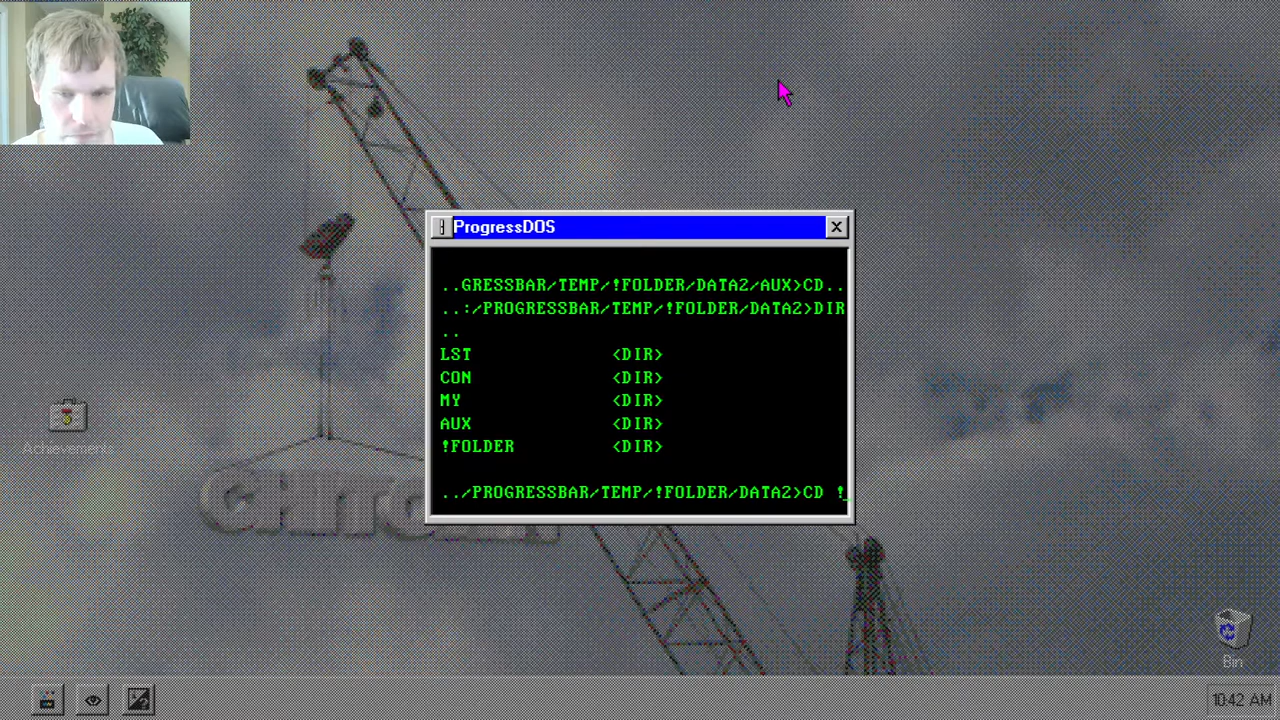 ProgressDOS
..GRESSBAR/TEMP/!FOLDER/DATA2/AUX>CD..
..:/PROGRESSBAR/TEMP/!FOLDER/DATA2>DIR
..
LST <DIR>
CON <DIR>
MY <DIR>
AUX <DIR>
!FOLDER <DIR>
../PROGRESSBAR/TEMP/!FOLDER/DATA2>CD !_
Achievements
Bin
10:42 AM